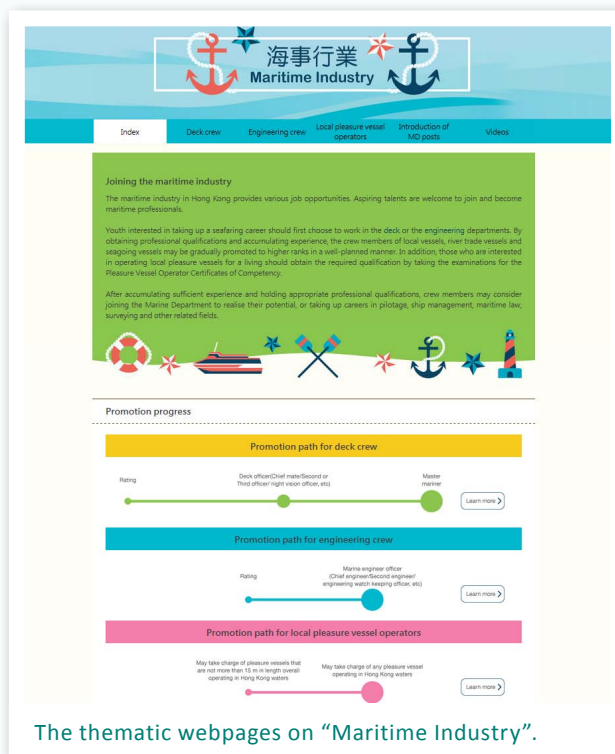 海事行業
Maritime Industry
Index
Deck crew
Engineering crew
Local pleasure vessel
operators
Introduction of
MD posts
Videos
Joining the maritime industry
The maritime industry in Hong Kong provides various job opportunities. Aspiring talents are welcome to join and become
maritime professionals.
Youth interested in taking up a seafaring career should first choose to work in the deck or the engineering departments. By
obtaining professional qualifications and accumulating experience, the crew members of local vessels, river trade vessels and
seagoing vessels may be gradually promoted to higher ranks in a well-planned manner. In addition, those who are interested
in operating local pleasure vessels for a living should obtain the required qualification by taking the examinations for the
Pleasure Vessel Operator Certificates of Competency.
After accumulating sufficient experience and holding appropriate professional qualifications, crew members may consider
joining the Marine Department to realise their potential, or taking up careers in pilotage, ship management, maritime law,
surveying and other related fields.
Promotion progress
Promotion path for deck crew
Rating
Deck officer(Chief mate/Second or
Third officer/ night vision officer, etc)
Master
mariner
Learn more >
Promotion path for engineering crew
Rating
Marine engineer officer
(Chief engineer/Second engineer/
engineering watch keeping officer, etc)
Learn more >
Promotion path for local pleasure vessel operators
May take charge of pleasure vessels that
are not more than 15 m in length overall
operating in Hong Kong waters
May take charge of any pleasure vessel
operating in Hong Kong waters
Learn more >
The thematic webpages on “Maritime Industry”.